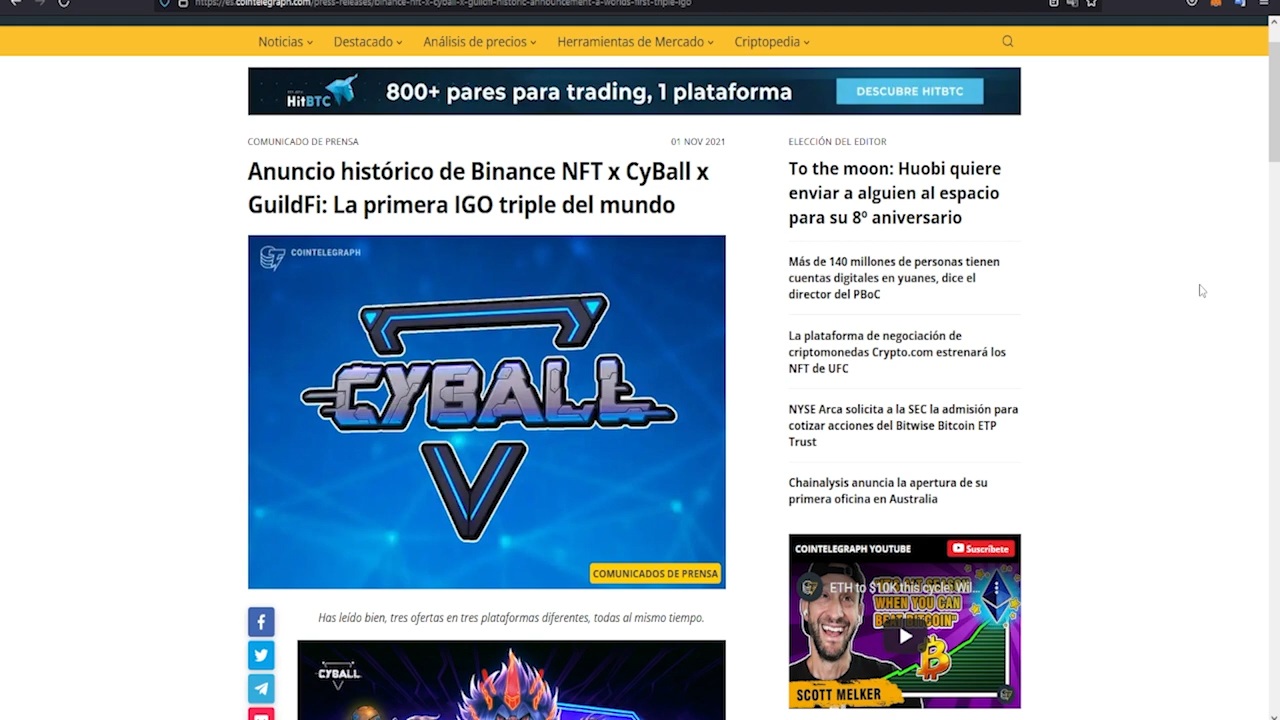 https://es.cointelegraph.com/press-releases/binance-nft-x-cyball-x-guildfi-historic-announcement-a-worlds-first-triple-igo
Noticias
Destacado
Análisis de precios
Herramientas de Mercado
Criptopedia
HitBTC
800+ pares para trading, 1 plataforma
DESCUBRE HITBTC
COMUNICADO DE PRENSA
01 NOV 2021
Anuncio histórico de Binance NFT x CyBall x
GuildFi: La primera IGO triple del mundo
COINTELEGRAPH
CYBALL
COMUNICADOS DE PRENSA
Has leído bien, tres ofertas en tres plataformas diferentes, todas al mismo tiempo.
CYBALL
ELECCIÓN DEL EDITOR
To the moon: Huobi quiere
enviar a alguien al espacio
para su 8º aniversario
Más de 140 millones de personas tienen
cuentas digitales en yuanes, dice el
director del PBoC
La plataforma de negociación de
criptomonedas Crypto.com estrenará los
NFT de UFC
NYSE Arca solicita a la SEC la admisión para
cotizar acciones del Bitwise Bitcoin ETP
Trust
Chainalysis anuncia la apertura de su
primera oficina en Australia
COINTELEGRAPH YOUTUBE
Suscríbete
ETH to $10K this cycle: Wil...
WHEN YOU CAN
BEAT BITCOIN"
SCOTT MELKER